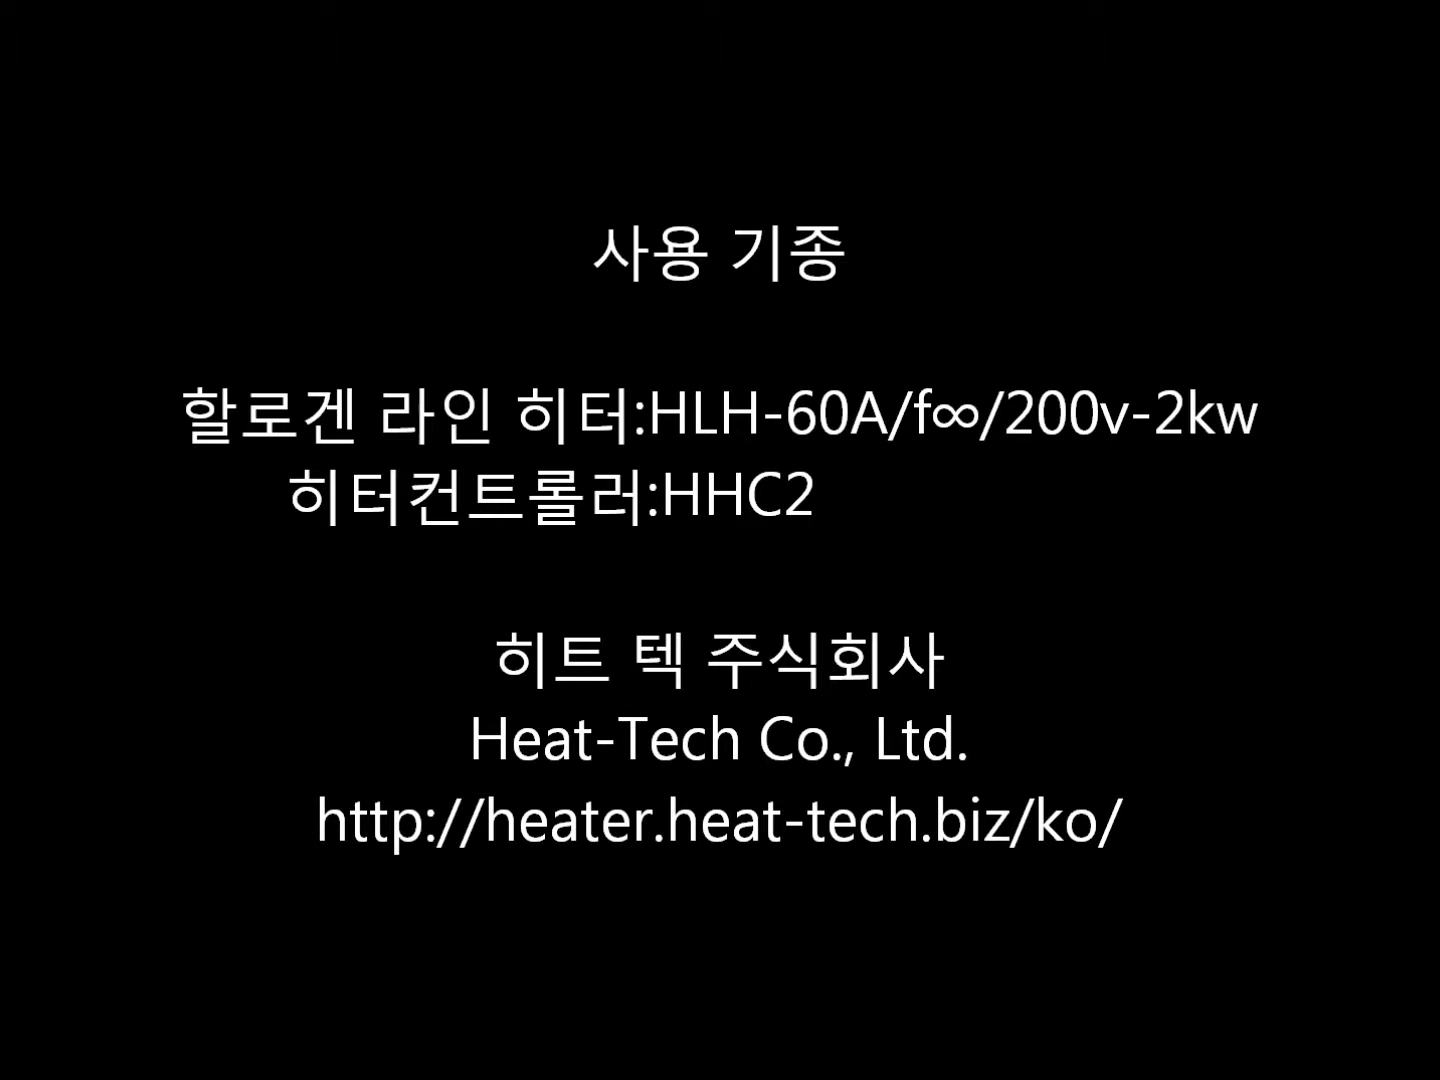 사용 기종
할로겐 라인 히터:HLH-60A/f∞/200v-2kw
히터컨트롤러:HHC2
히트 텍 주식회사
Heat-Tech Co., Ltd.
http://heater.heat-tech.biz/ko/